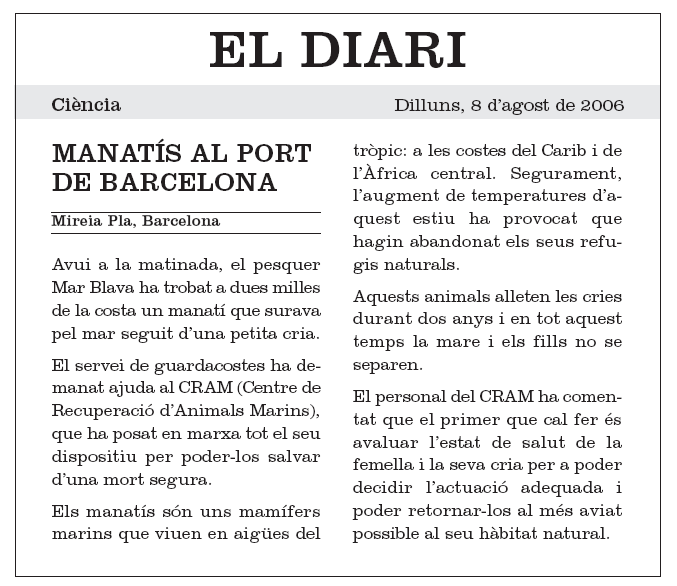 EL DIARI
Ciència
Dilluns, 8 d'agost de 2006
MANATÍS AL PORT
DE BARCELONA
Mireia Pla, Barcelona
Avui a la matinada, el pesquer
Mar Blava ha trobat a dues milles
de la costa un manatí que surava
pel mar seguit d'una petita cria.
El servei de guardacostes ha de-
manat ajuda al CRAM (Centre de
Recuperació d'Animals Marins),
que ha posat en marxa tot el seu
dispositiu per poder-los salvar
d'una mort segura.
Els manatís són uns mamífers
marins que viuen en aigües del
tròpic: a les costes del Carib i de
l'Àfrica central. Segurament,
l'augment de temperatures d'a-
quest estiu ha provocat que
hagin abandonat els seus refu-
gis naturals.
Aquests animals alleten les cries
durant dos anys i en tot aquest
temps la mare i els fills no se
separen.
El personal del CRAM ha comen-
tat que el primer que cal fer és
avaluar l'estat de salut de la
femella i la seva cria per a poder
decidir l'actuació adequada i
poder retornar-los al més aviat
possible al seu hàbitat natural.